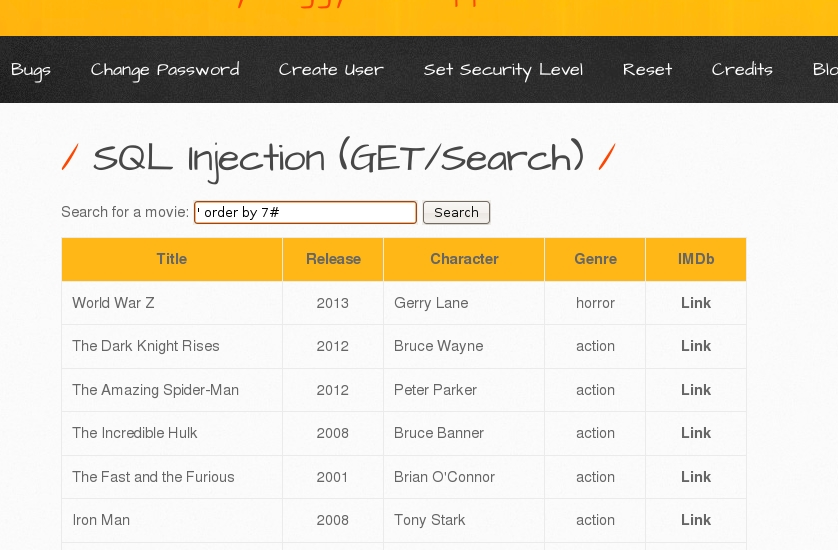 Bugs Change Password Create User Set Security Level Reset Credits
/ SQL Injection (GET/Search) /
Search for a movie: ' order by 7# Search
Title Release Character Genre IMDb
World War Z 2013 Gerry Lane horror Link
The Dark Knight Rises 2012 Bruce Wayne action Link
The Amazing Spider-Man 2012 Peter Parker action Link
The Incredible Hulk 2008 Bruce Banner action Link
The Fast and the Furious 2001 Brian O'Connor action Link
Iron Man 2008 Tony Stark action Link